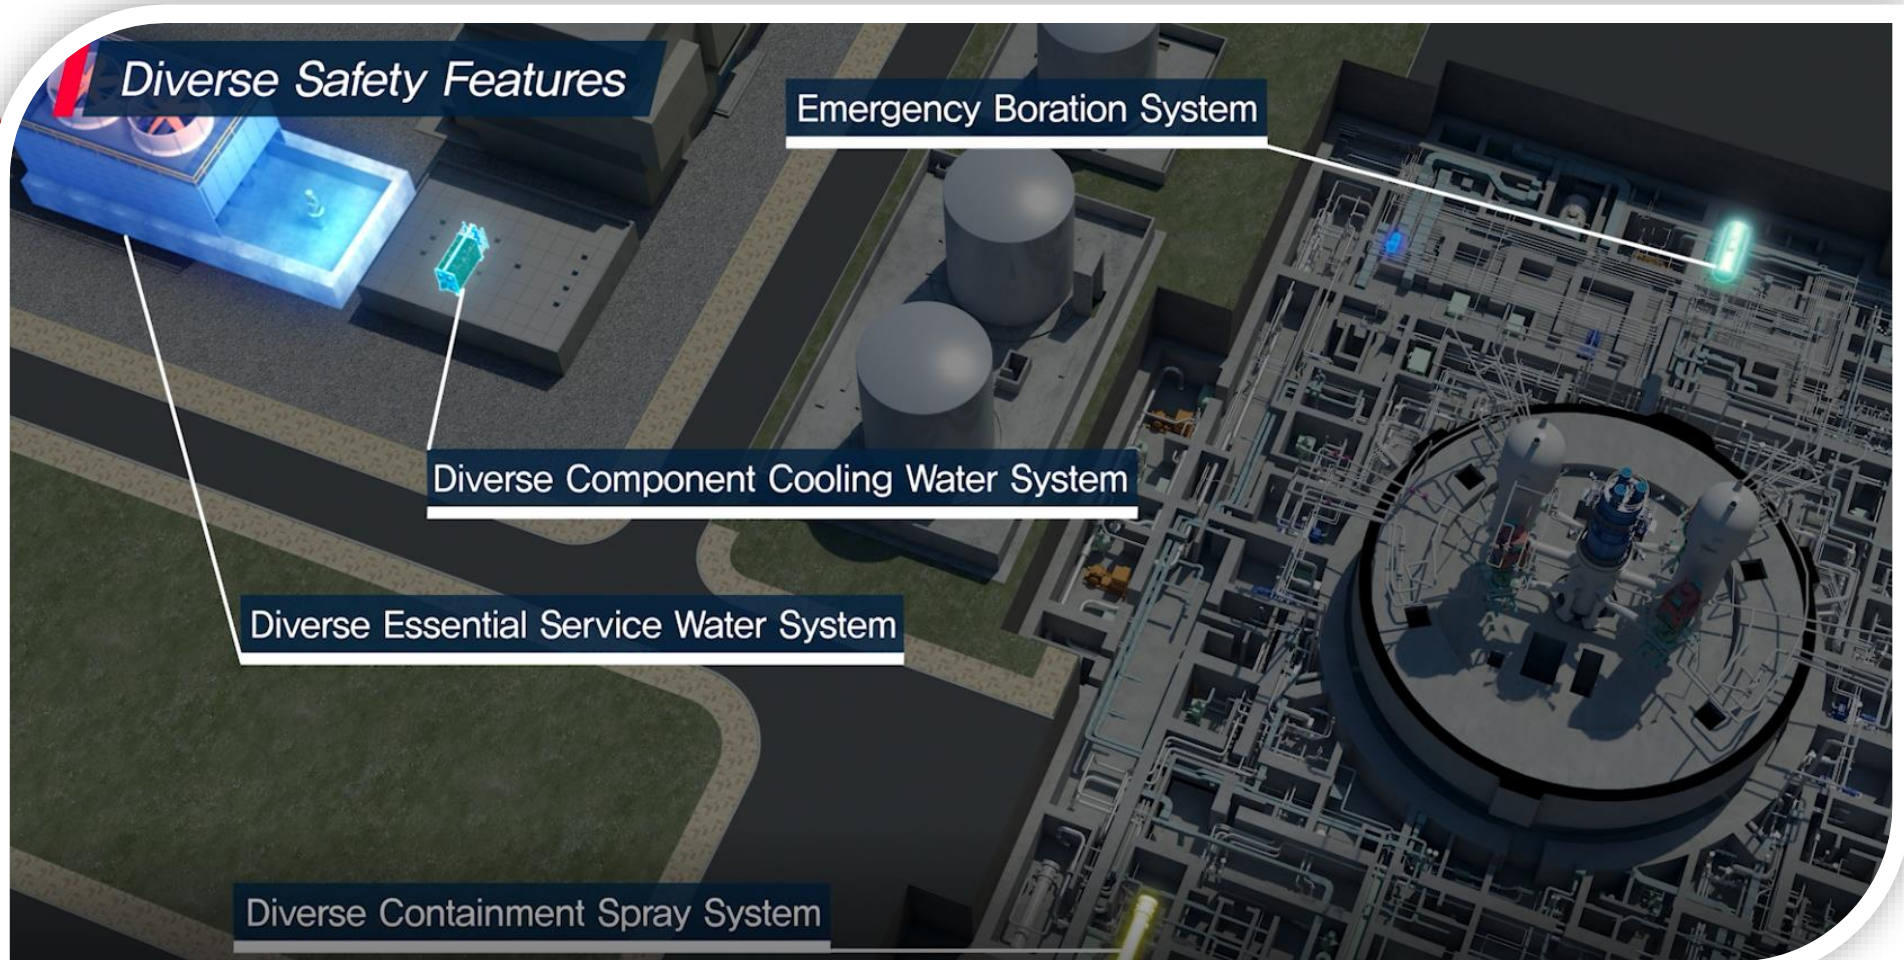 Diverse Safety Features
Emergency Boration System
Diverse Component Cooling Water System
Diverse Essential Service Water System
Diverse Containment Spray System